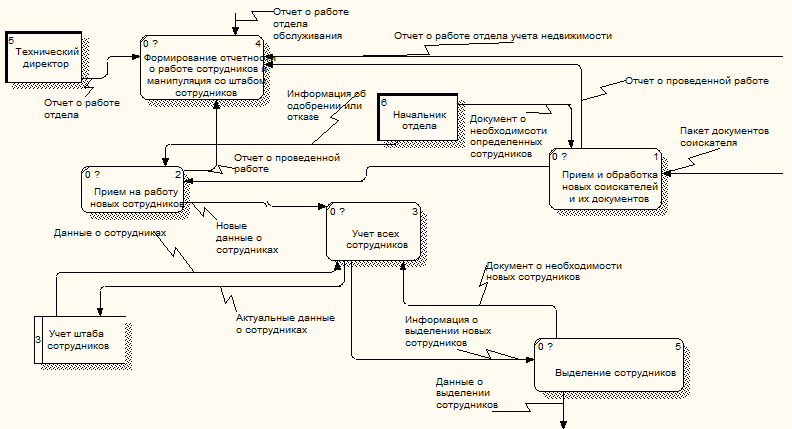 Отчет о работе
отдела
обслуживания
5
Технический
директор
0 ?
4
Формирование отчетности
о работе сотрудников и
манипуляция со штабом
сотрудников
Отчет о работе отдела учета недвижимости
Отчет о работе
отдела
Информация об
одобрении или
отказе
6
Начальник
отдела
Отчет о проведенной работе
Документ о
необходимсоти
определенных
сотрудников
Пакет документов
соискателя
0 ?
1
Прием и обработка
новых соискателей
и их документов
Отчет о проведенной
работе
0 ?
2
Прием на работу
новых сотрудников
0 ?
3
Учет всех
сотрудников
Новые
данные о
сотрудниках
Данные о сотрудниках
Документ о необходимости
новых сотрудников
Актуальные данные
о сотрудниках
3
Учет штаба
сотрудников
Информация о
выделении новых
сотрудников
0 ?
5
Выделение сотрудников
Данные о
выделении
сотрудников